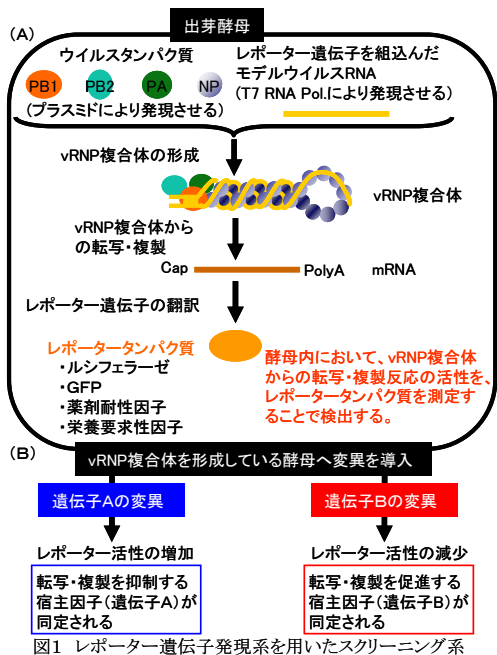 出芽酵母
(A)
ウイルスタンパク質
PB1 PB2 PA NP
(プラスミドにより発現させる)
レポーター遺伝子を組込んだ
モデルウイルスRNA
(T7 RNA Pol.により発現させる)
vRNP複合体の形成
vRNP複合体
vRNP複合体から
の転写・複製
Cap PolyA mRNA
レポーター遺伝子の翻訳
レポータータンパク質
・ルシフェラーゼ
・GFP
・薬剤耐性因子
・栄養要求性因子
酵母内において、vRNP複合体
からの転写・複製反応の活性を、
レポータータンパク質を測定す
ることで検出する。
(B)
vRNP複合体を形成している酵母へ変異を導入
遺伝子Aの変異
レポーター活性の増加
転写・複製を抑制する
宿主因子(遺伝子A)が
同定される
遺伝子Bの変異
レポーター活性の減少
転写・複製を促進する
宿主因子(遺伝子B)が
同定される
図1 レポーター遺伝子発現系を用いたスクリーニング系